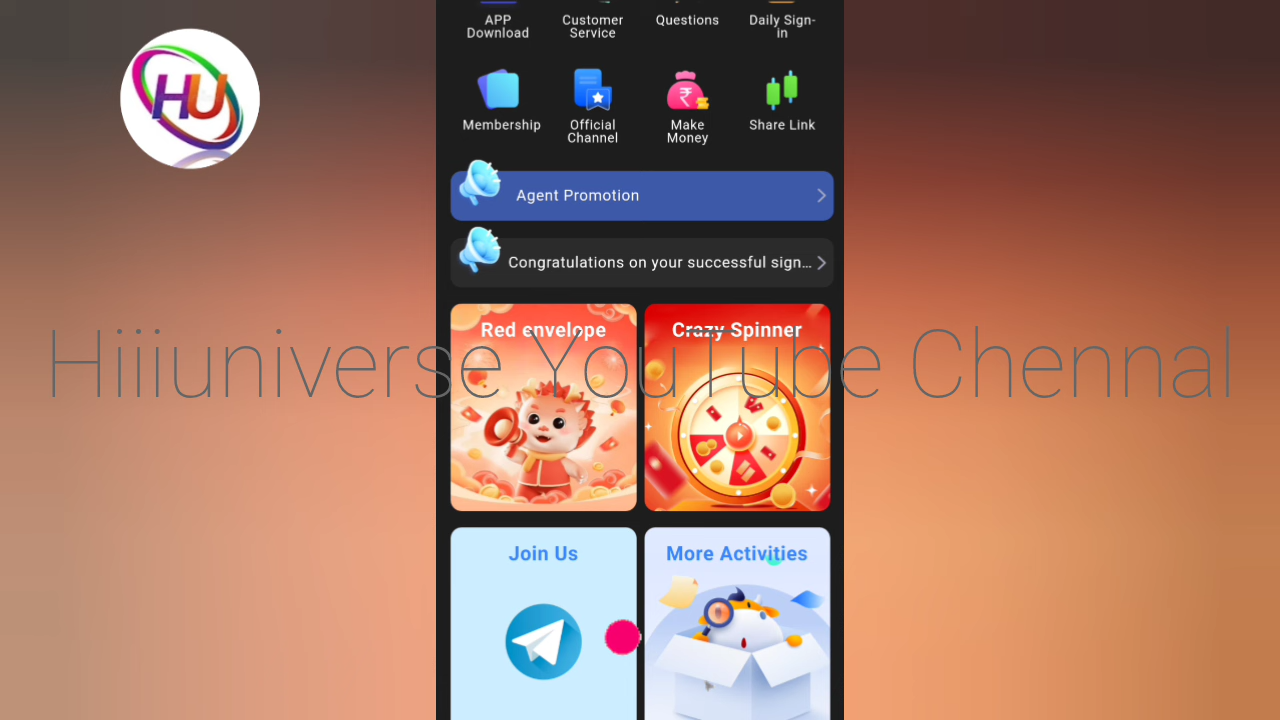 APP
Download
Customer
Service
Questions
Daily Sign-
in
HU
Membership
Official
Channel
₹
Make
Money
Share Link
Agent Promotion
Congratulations on your successful sign...
Red envelope
Crazy Spinner
Hiiiuniverse YouTube Chennal
Join Us
More Activities